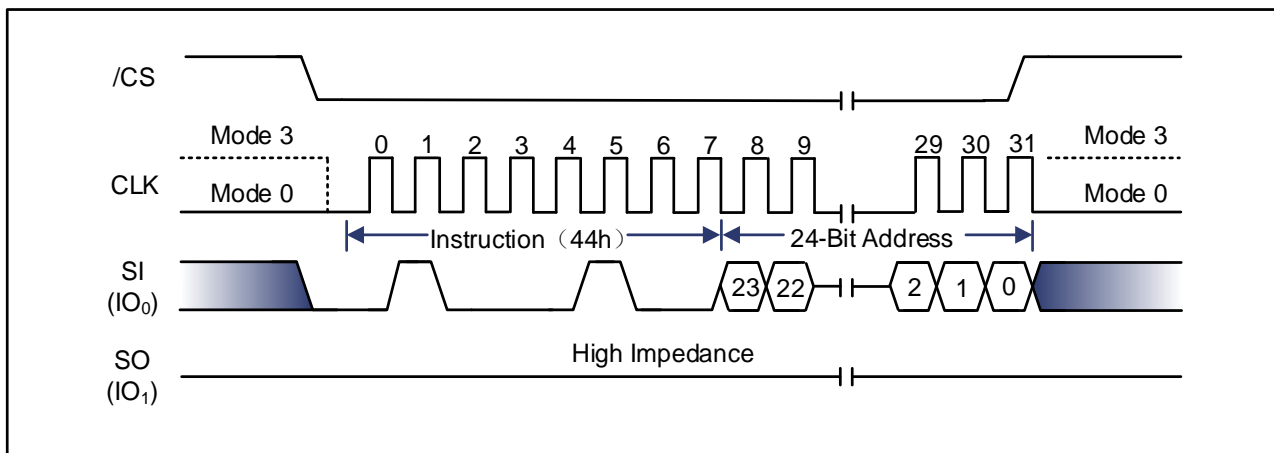 /CS
Mode 3
0 1 2 3 4 5 6 7 8 9
29 30 31
Mode 3
CLK
Mode 0
Mode 0
Instruction（44h）
24-Bit Address
SI
(IO₀)
23 22
2 1 0
SO
(IO₁)
High Impedance